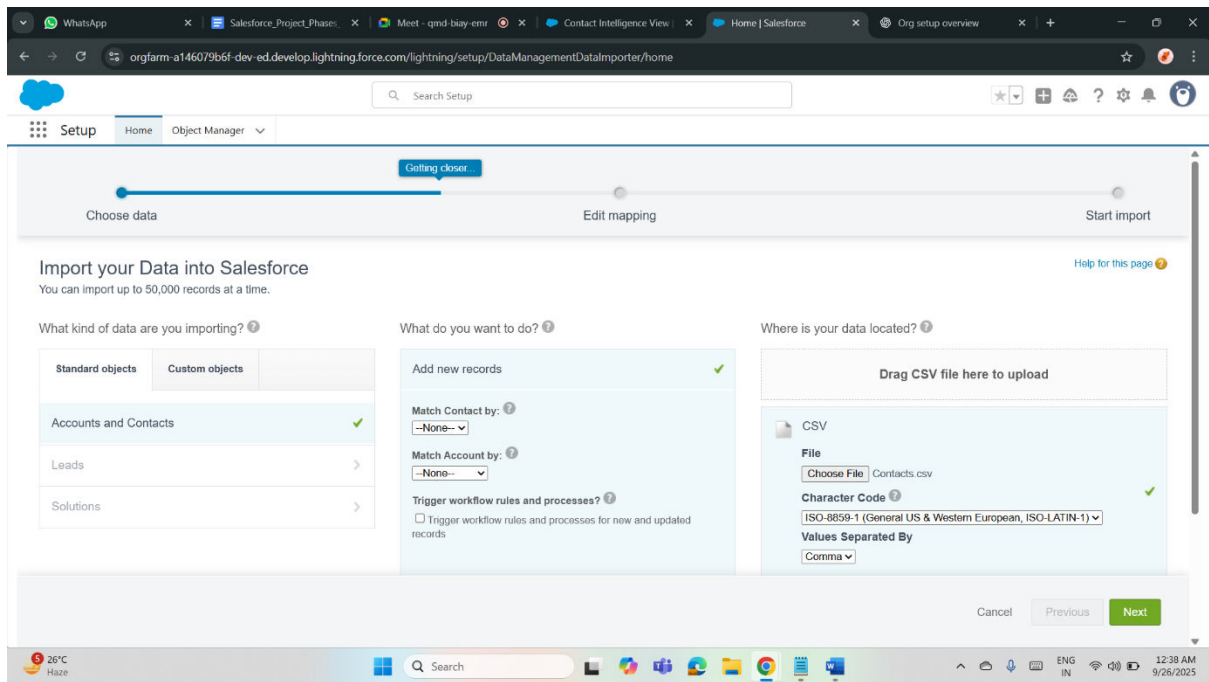 WhatsApp
Salesforce_Project_Phases_
Meet - qmd-biay-emr
Contact Intelligence View |
Home | Salesforce
Org setup overview
orgfarm-a146079b6f-dev-ed.develop.lightning.force.com/lightning/setup/DataManagementDataImporter/home
Search Setup
Setup
Home
Object Manager
Getting closer...
Choose data
Edit mapping
Start import
Import your Data into Salesforce
Help for this page
You can import up to 50,000 records at a time.
What kind of data are you importing?
Standard objects
Custom objects
Accounts and Contacts
Leads
Solutions
What do you want to do?
Add new records
Match Contact by:
--None--
Match Account by:
--None--
Trigger workflow rules and processes?
Trigger workflow rules and processes for new and updated
records
Where is your data located?
Drag CSV file here to upload
CSV
File
Choose File Contacts.csv
Character Code
ISO-8859-1 (General US & Western European, ISO-LATIN-1)
Values Separated By
Comma
Cancel
Previous
Next
5
26°C
Haze
Search
ENG
IN
12:38 AM
9/26/2025